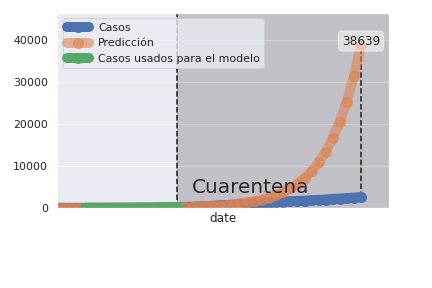 Casos
Predicción
Casos usados para el modelo
38639
40000
30000
20000
10000
0
Cuarentena
date